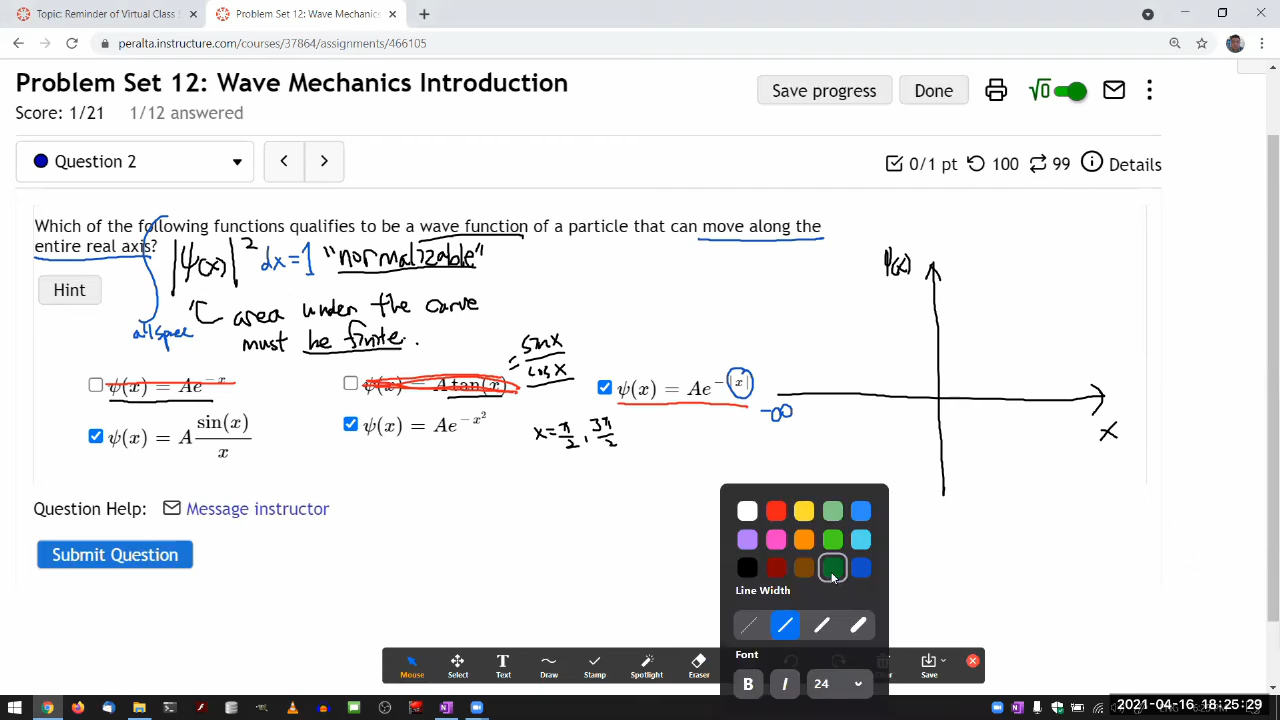 Topic: Reminder of Virtual Class S
Problem Set 12: Wave Mechanics
peralta.instructure.com/courses/37864/assignments/466105
Problem Set 12: Wave Mechanics Introduction
Save progress
Done
√0
Score: 1/21
1/12 answered
Question 2
0/1 pt
100
99
Details
Which of the following functions qualifies to be a wave function of a particle that can move along the
entire real axis?
|ψ(x)|² dx = 1 "normalizable"
Hint
area under the curve
all space
must be finite.
ψ(x) = Ae^{-x}
ψ(x) = A tan(x)
= sin x / cos x
ψ(x) = Ae^{-|x|}
ψ(x) = A sin(x)/x
ψ(x) = Ae^{-x²}
x = π/2, 3π/2
ψ(x)
-∞
x
Question Help:
Message instructor
Submit Question
Line Width
Font
B
I
24
Mouse
Select
Text
Draw
Stamp
Spotlight
Eraser
Save
2021-04-16 18:25:29